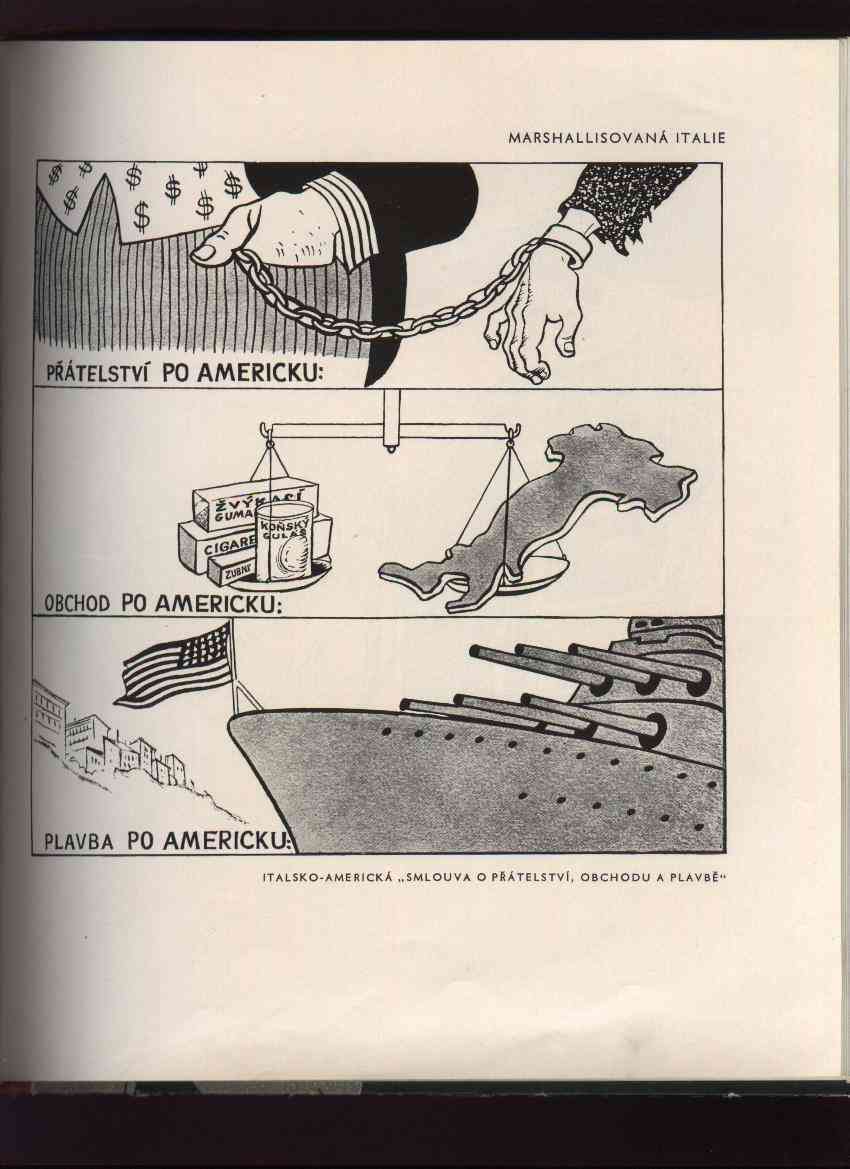 MARSHALLISOVANÁ ITALIE
$ $ $ $ $ $ $ $
PŘÁTELSTVÍ PO AMERICKU:
ŽVÝKACÍ
GUMA
KOŇSKÝ
GULÁŠ
CIGARE
ZUBNÍ
OBCHOD PO AMERICKU:
PLAVBA PO AMERICKU:
ITALSKO-AMERICKÁ „SMLOUVA O PŘÁTELSTVÍ, OBCHODU A PLAVBĚ“